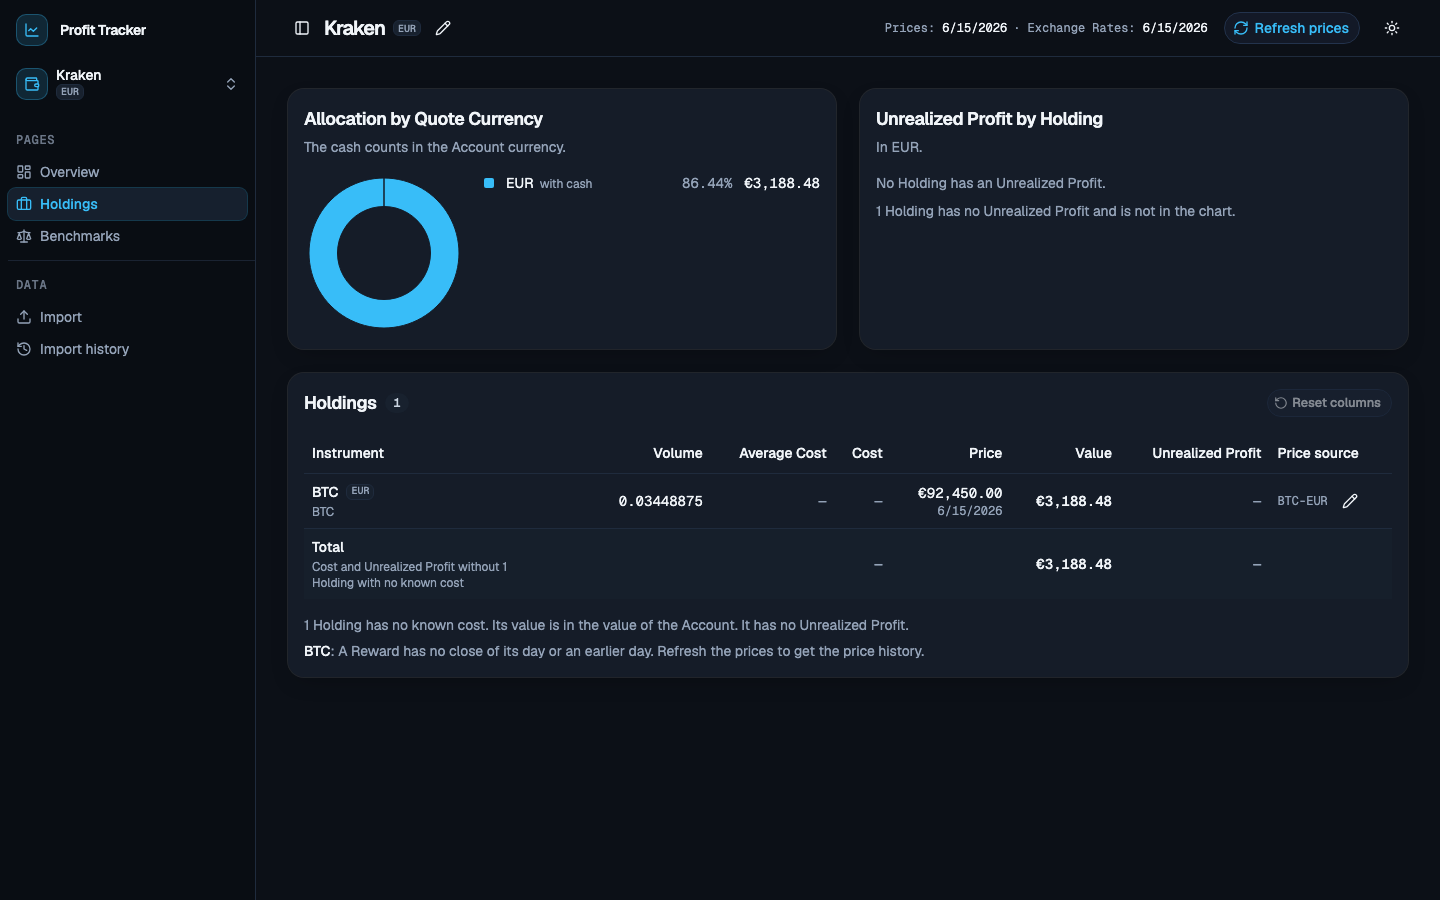 Profit Tracker
Kraken
EUR
PAGES
Overview
Holdings
Benchmarks
DATA
Import
Import history
Kraken EUR
Prices: 6/15/2026 · Exchange Rates: 6/15/2026
Refresh prices
Allocation by Quote Currency
The cash counts in the Account currency.
EUR with cash 86.44% €3,188.48
Unrealized Profit by Holding
In EUR.
No Holding has an Unrealized Profit.
1 Holding has no Unrealized Profit and is not in the chart.
Holdings 1
Reset columns
Instrument Volume Average Cost Cost Price Value Unrealized Profit Price source
BTC EUR
BTC
0.03448875 – – €92,450.00 €3,188.48 – BTC-EUR
6/15/2026
Total
Cost and Unrealized Profit without 1
Holding with no known cost
– €3,188.48 –
1 Holding has no known cost. Its value is in the value of the Account. It has no Unrealized Profit.
BTC: A Reward has no close of its day or an earlier day. Refresh the prices to get the price history.